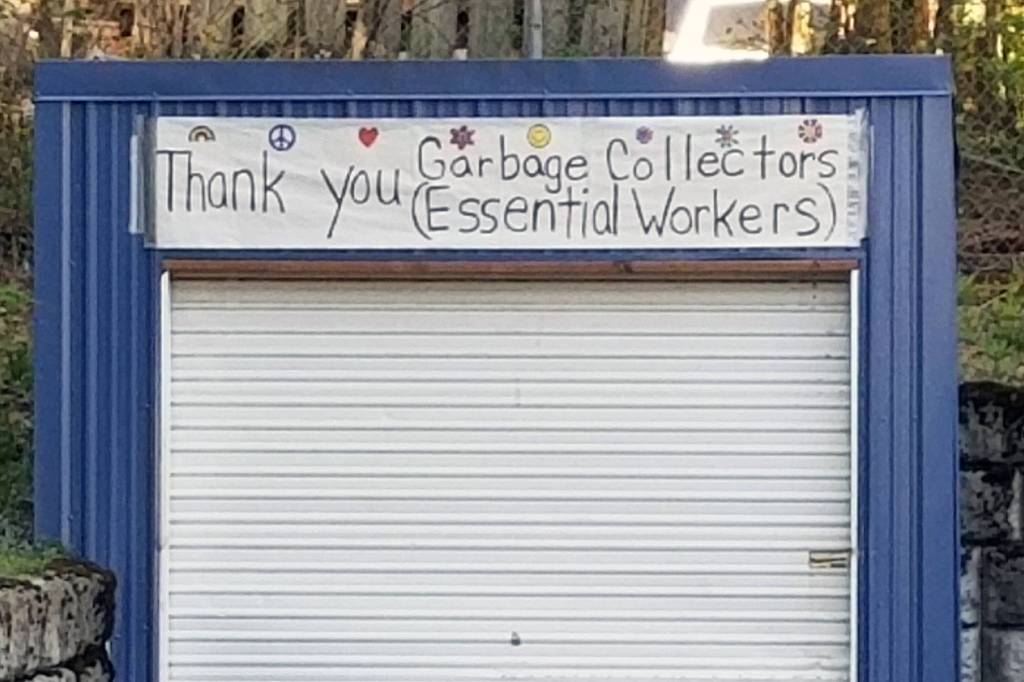 Thank you Garbage Collectors
(Essential Workers)